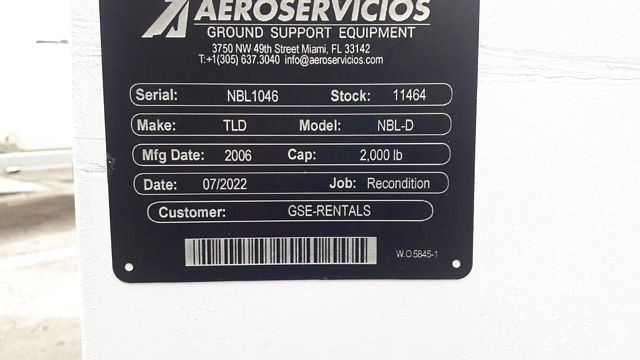 AEROSERVICIOS
GROUND SUPPORT EQUIPMENT
3750 NW 49th Street Miami, FL 33142
T:+1(305) 637.3040 info@aeroservicios.com
Serial: NBL1046 Stock: 11464
Make: TLD Model: NBL-D
Mfg Date: 2006 Cap: 2,000 lb
Date: 07/2022 Job: Recondition
Customer: GSE-RENTALS
W.O 5845-1